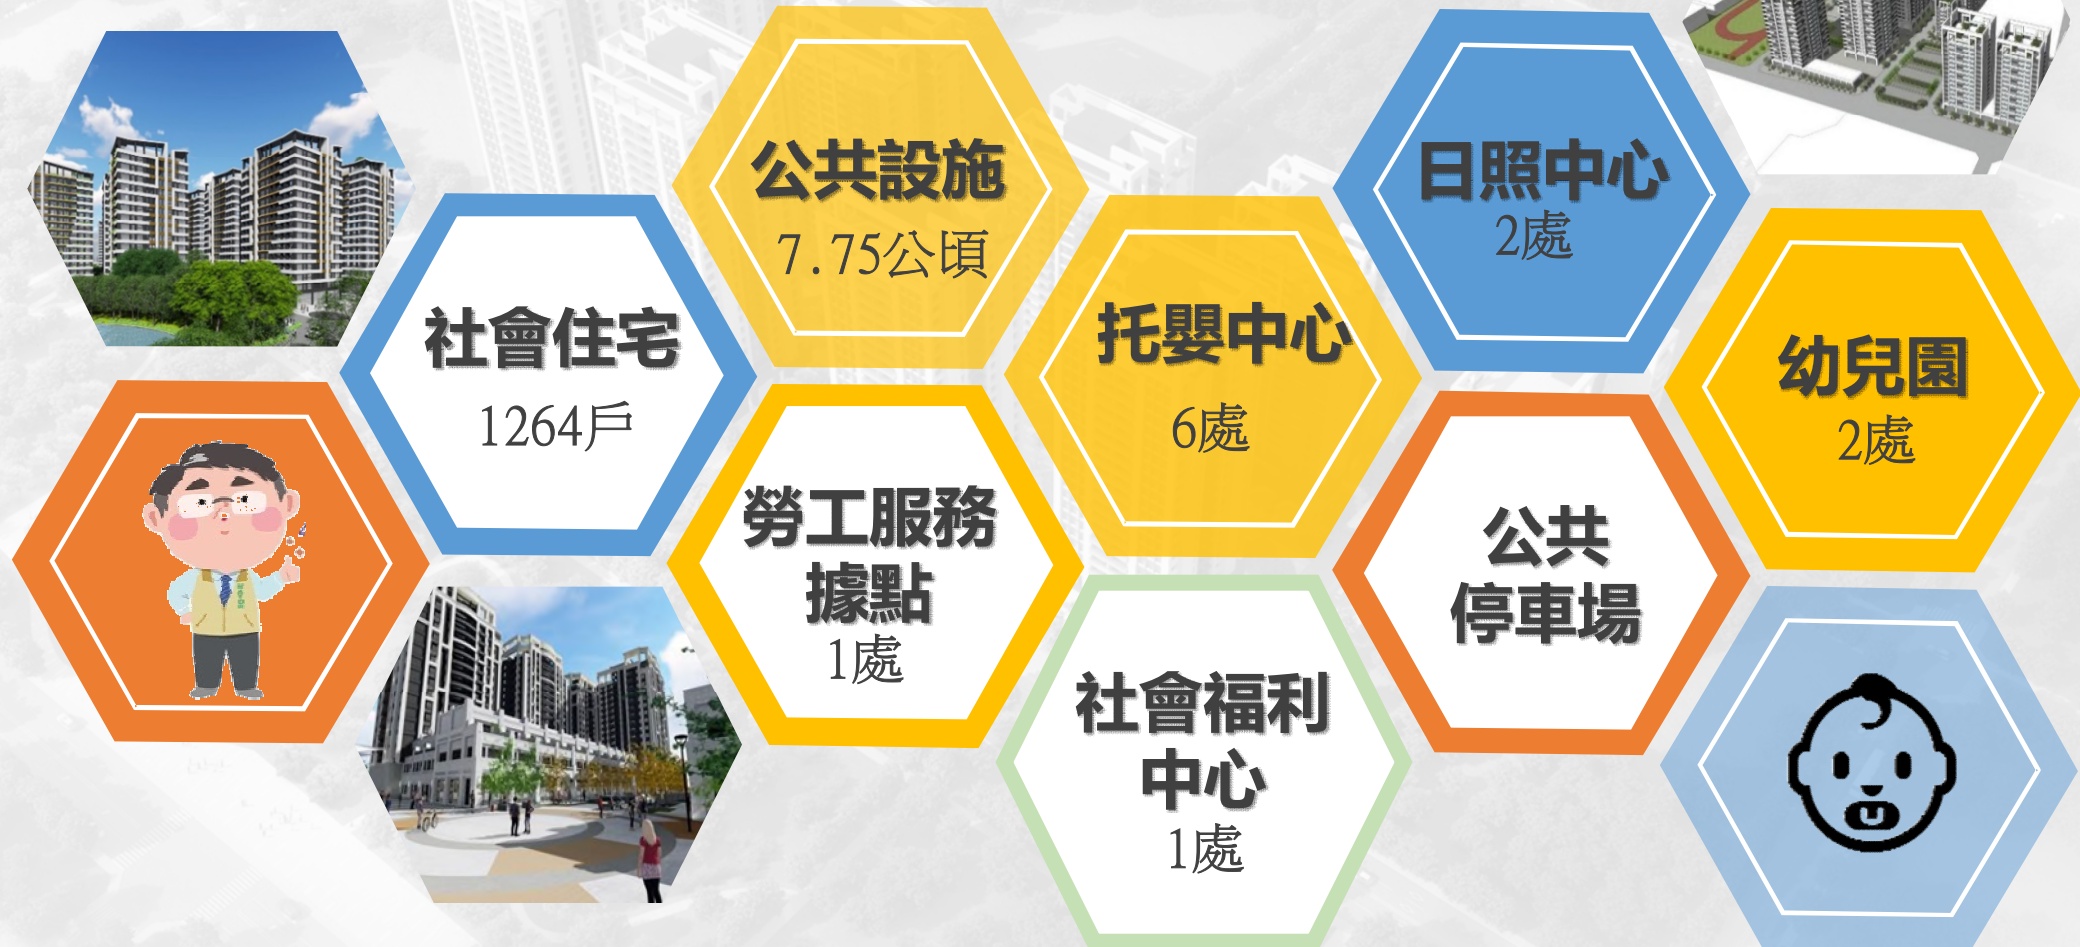 公共設施
7.75公頃
日照中心
2處
社會住宅
1264戶
托嬰中心
6處
幼兒園
2處
勞工服務
據點
1處
公共
停車場
社會福利
中心
1處